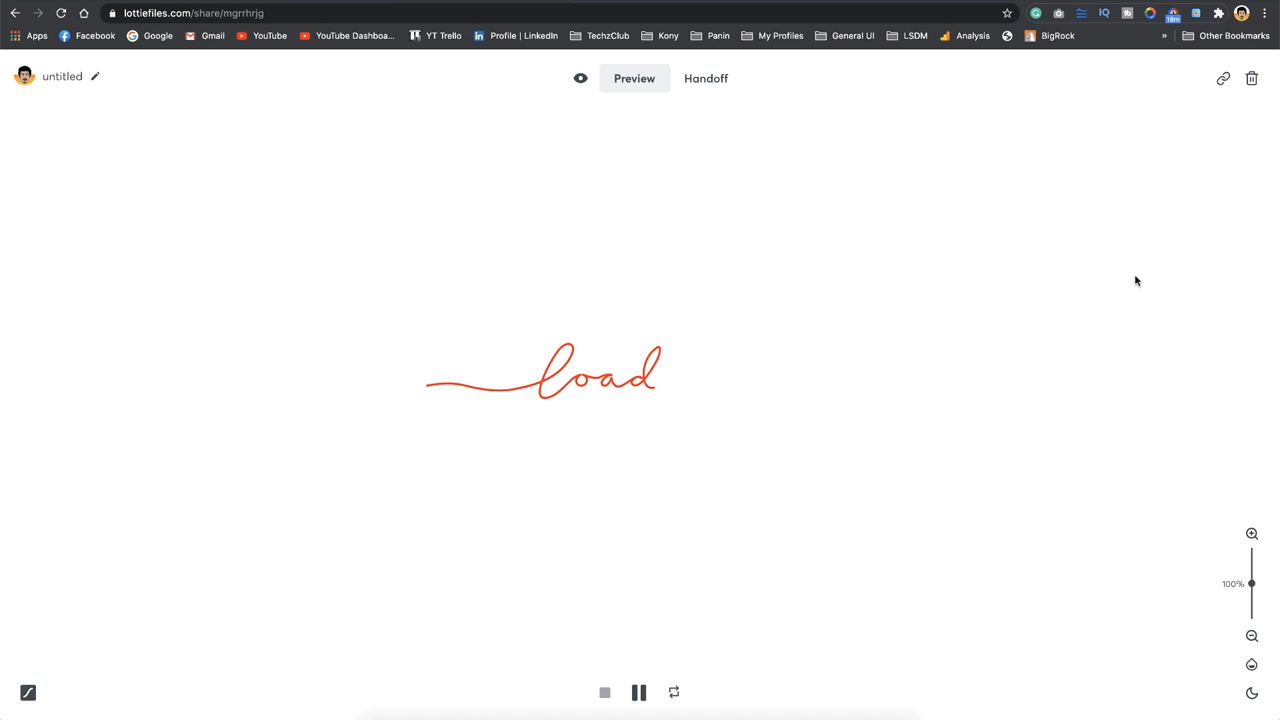 lottiefiles.com/share/mgrrhrjg
18m
Apps Facebook Google Gmail YouTube YouTube Dashboa... YT Trello Profile | LinkedIn TechzClub Kony Panin My Profiles General UI LSDM Analysis BigRock » Other Bookmarks
untitled Preview Handoff
load
100%